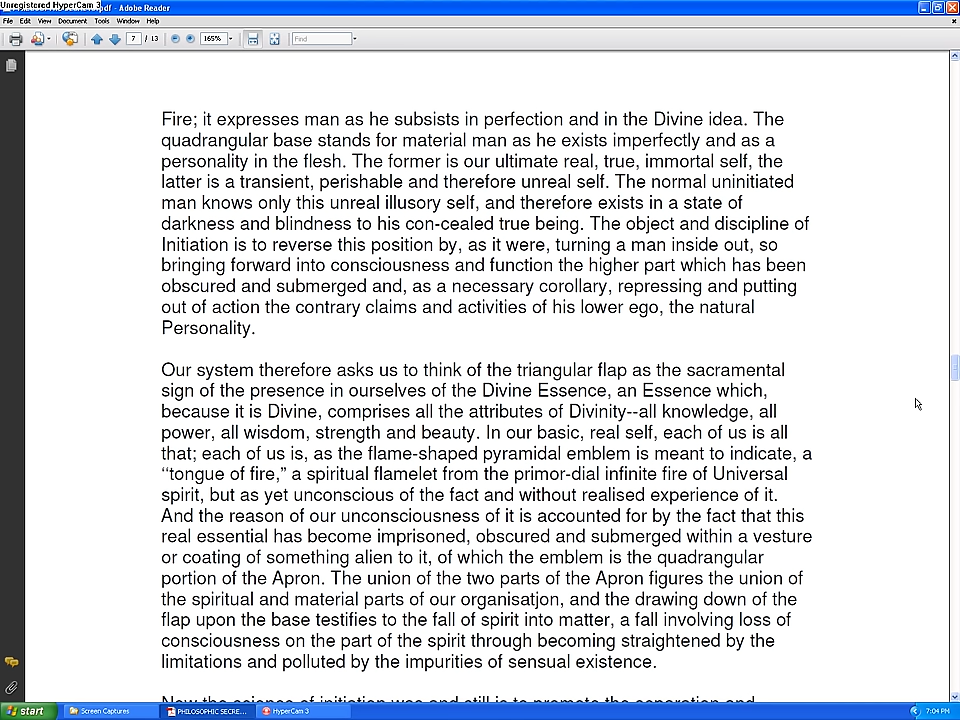 Unregistered HyperCam 3
.pdf - Adobe Reader
File Edit View Document Tools Window Help
7 / 13 165% Find
Fire; it expresses man as he subsists in perfection and in the Divine idea. The
quadrangular base stands for material man as he exists imperfectly and as a
personality in the flesh. The former is our ultimate real, true, immortal self, the
latter is a transient, perishable and therefore unreal self. The normal uninitiated
man knows only this unreal illusory self, and therefore exists in a state of
darkness and blindness to his con-cealed true being. The object and discipline of
Initiation is to reverse this position by, as it were, turning a man inside out, so
bringing forward into consciousness and function the higher part which has been
obscured and submerged and, as a necessary corollary, repressing and putting
out of action the contrary claims and activities of his lower ego, the natural
Personality.
Our system therefore asks us to think of the triangular flap as the sacramental
sign of the presence in ourselves of the Divine Essence, an Essence which,
because it is Divine, comprises all the attributes of Divinity--all knowledge, all
power, all wisdom, strength and beauty. In our basic, real self, each of us is all
that; each of us is, as the flame-shaped pyramidal emblem is meant to indicate, a
‘‘tongue of fire,” a spiritual flamelet from the primor-dial infinite fire of Universal
spirit, but as yet unconscious of the fact and without realised experience of it.
And the reason of our unconsciousness of it is accounted for by the fact that this
real essential has become imprisoned, obscured and submerged within a vesture
or coating of something alien to it, of which the emblem is the quadrangular
portion of the Apron. The union of the two parts of the Apron figures the union of
the spiritual and material parts of our organisatjon, and the drawing down of the
flap upon the base testifies to the fall of spirit into matter, a fall involving loss of
consciousness on the part of the spirit through becoming straightened by the
limitations and polluted by the impurities of sensual existence.
Now the science of initiation was and still is to promote the separation and
start Screen Captures PHILOSOPHIC SECRE... HyperCam 3 7:04 PM